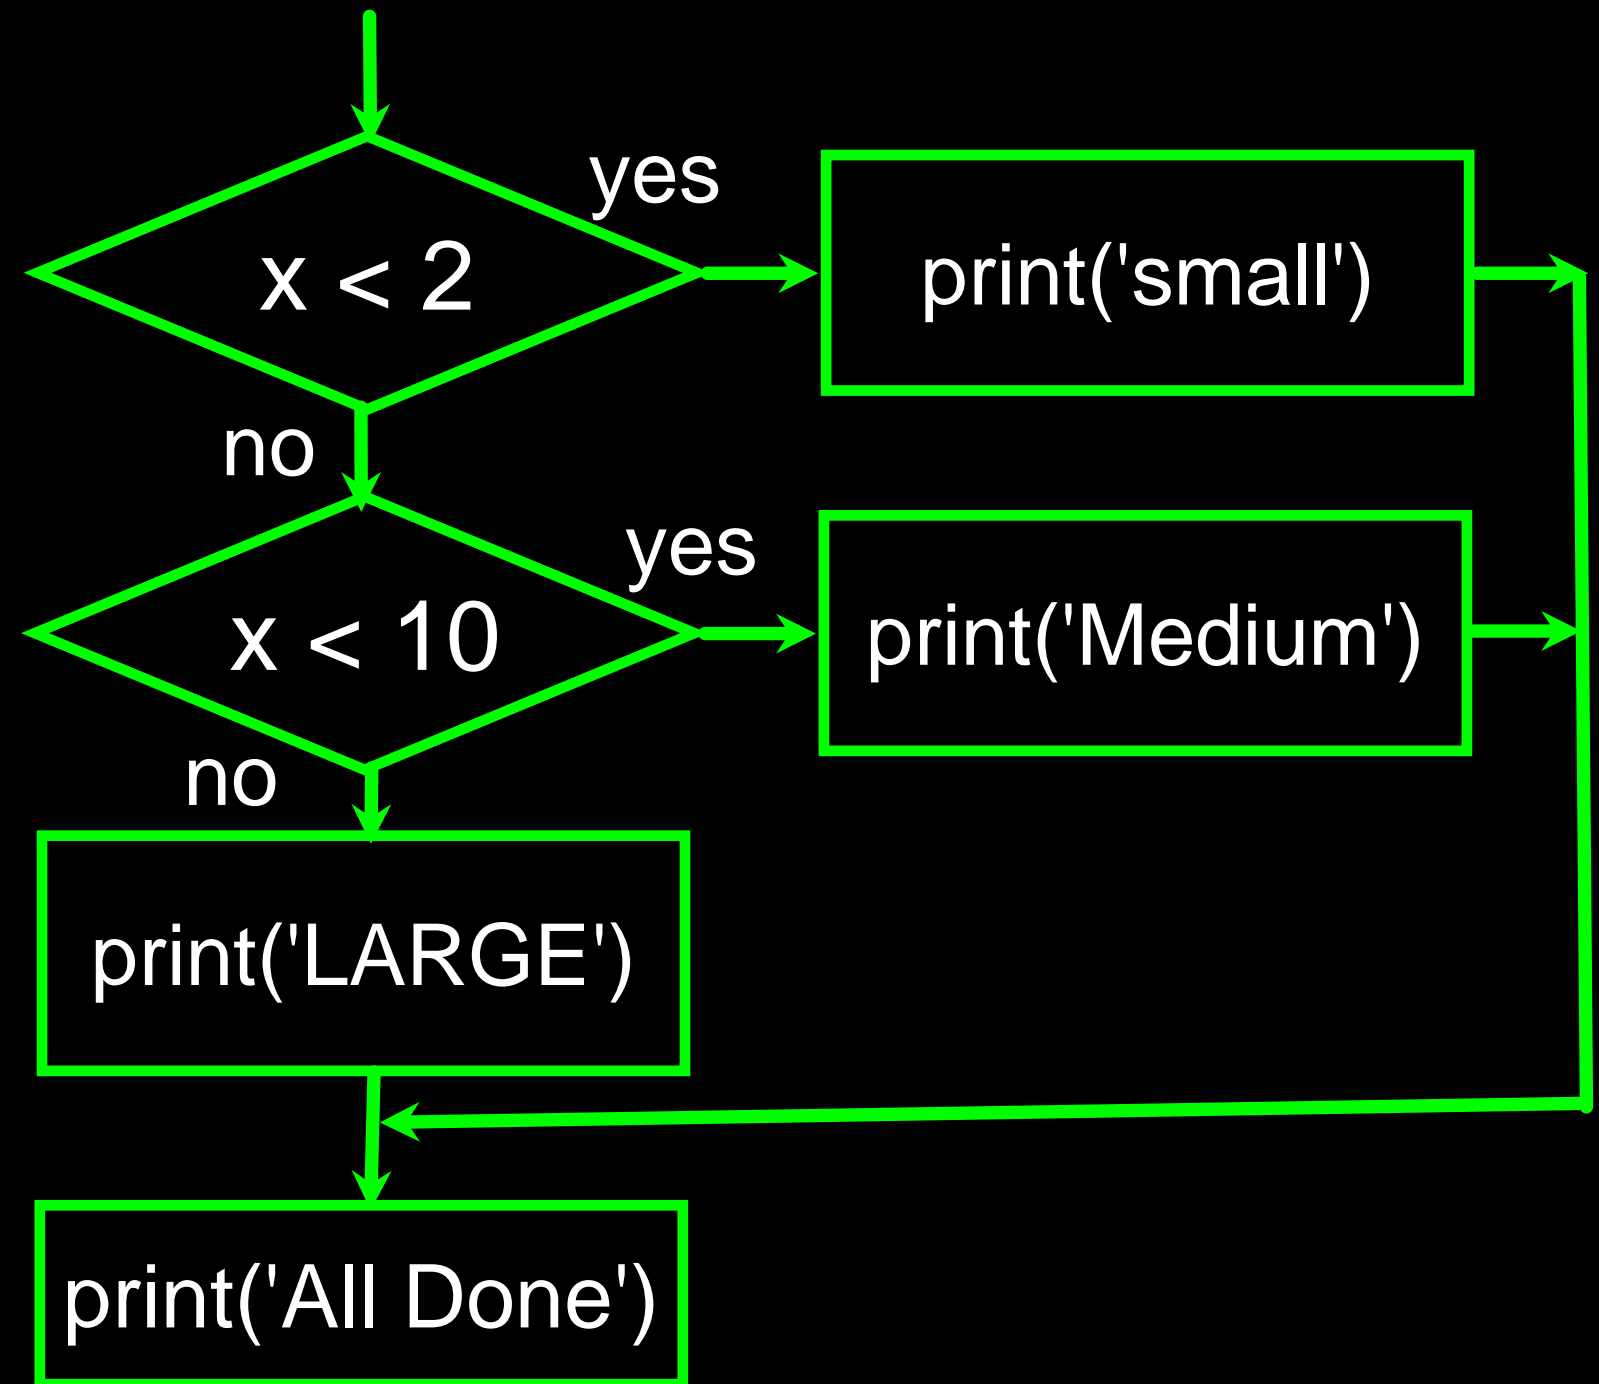 yes
x < 2
print('small')
no
yes
x < 10
print('Medium')
no
print('LARGE')
print('All Done')